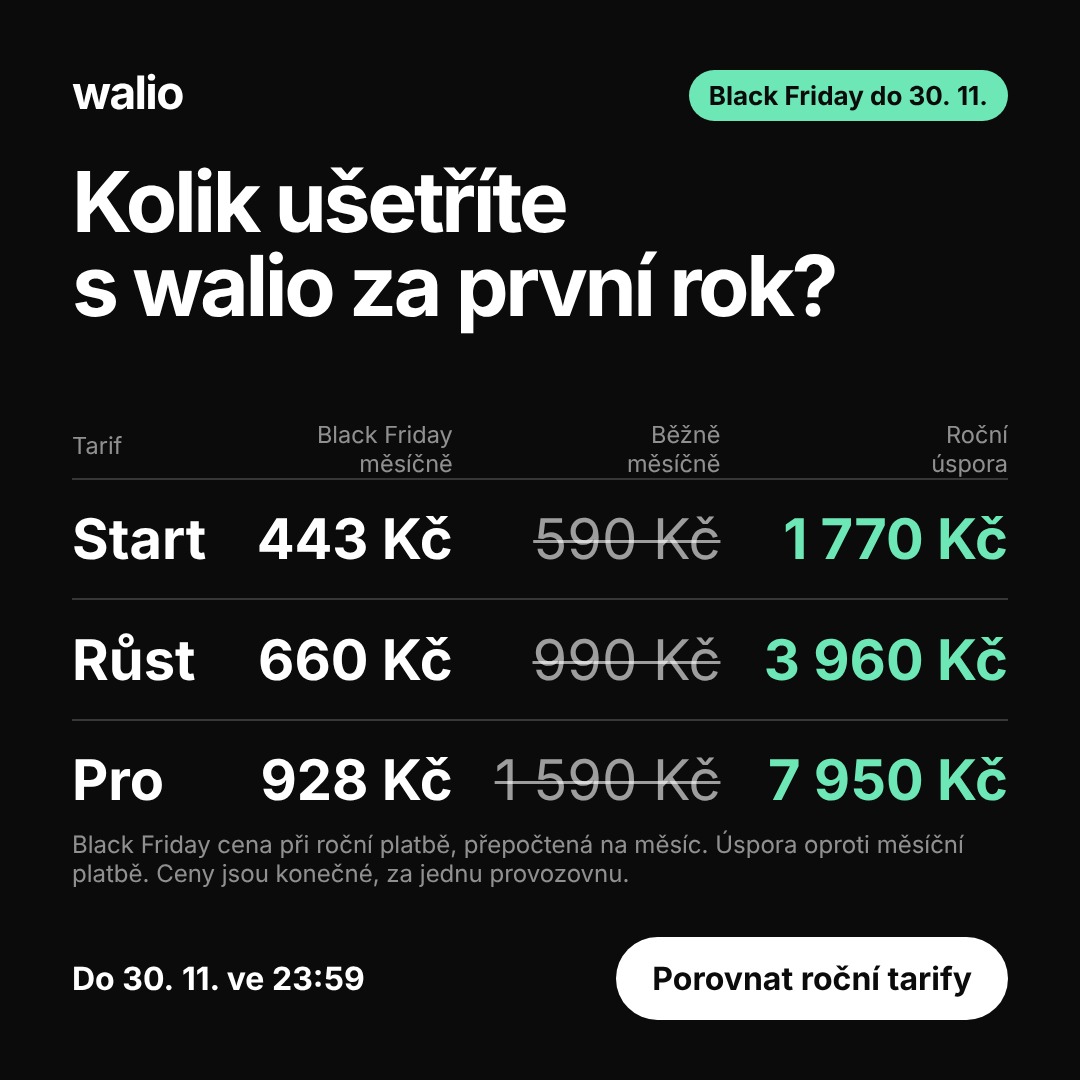 walio
Black Friday do 30. 11.
Kolik ušetříte
s walio za první rok?
Tarif
Black Friday
měsíčně
Běžně
měsíčně
Roční
úspora
Start 443 Kč 590 Kč 1 770 Kč
Růst 660 Kč 990 Kč 3 960 Kč
Pro 928 Kč 1 590 Kč 7 950 Kč
Black Friday cena při roční platbě, přepočtená na měsíc. Úspora oproti měsíční
platbě. Ceny jsou konečné, za jednu provozovnu.
Do 30. 11. ve 23:59
Porovnat roční tarify